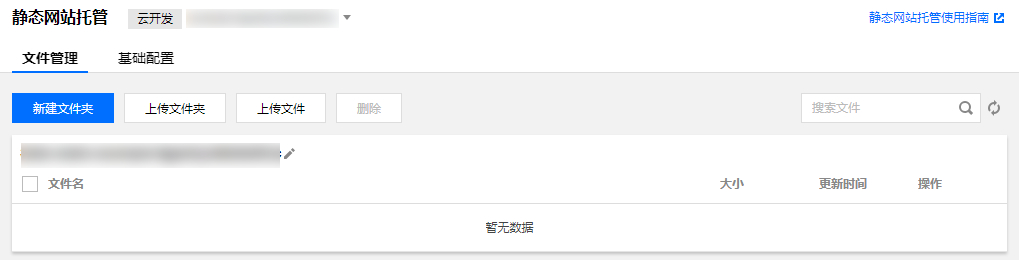 静态网站托管 云开发 静态网站托管使用指南
文件管理 基础配置
新建文件夹 上传文件夹 上传文件 删除 搜索文件
文件名 大小 更新时间 操作
暂无数据